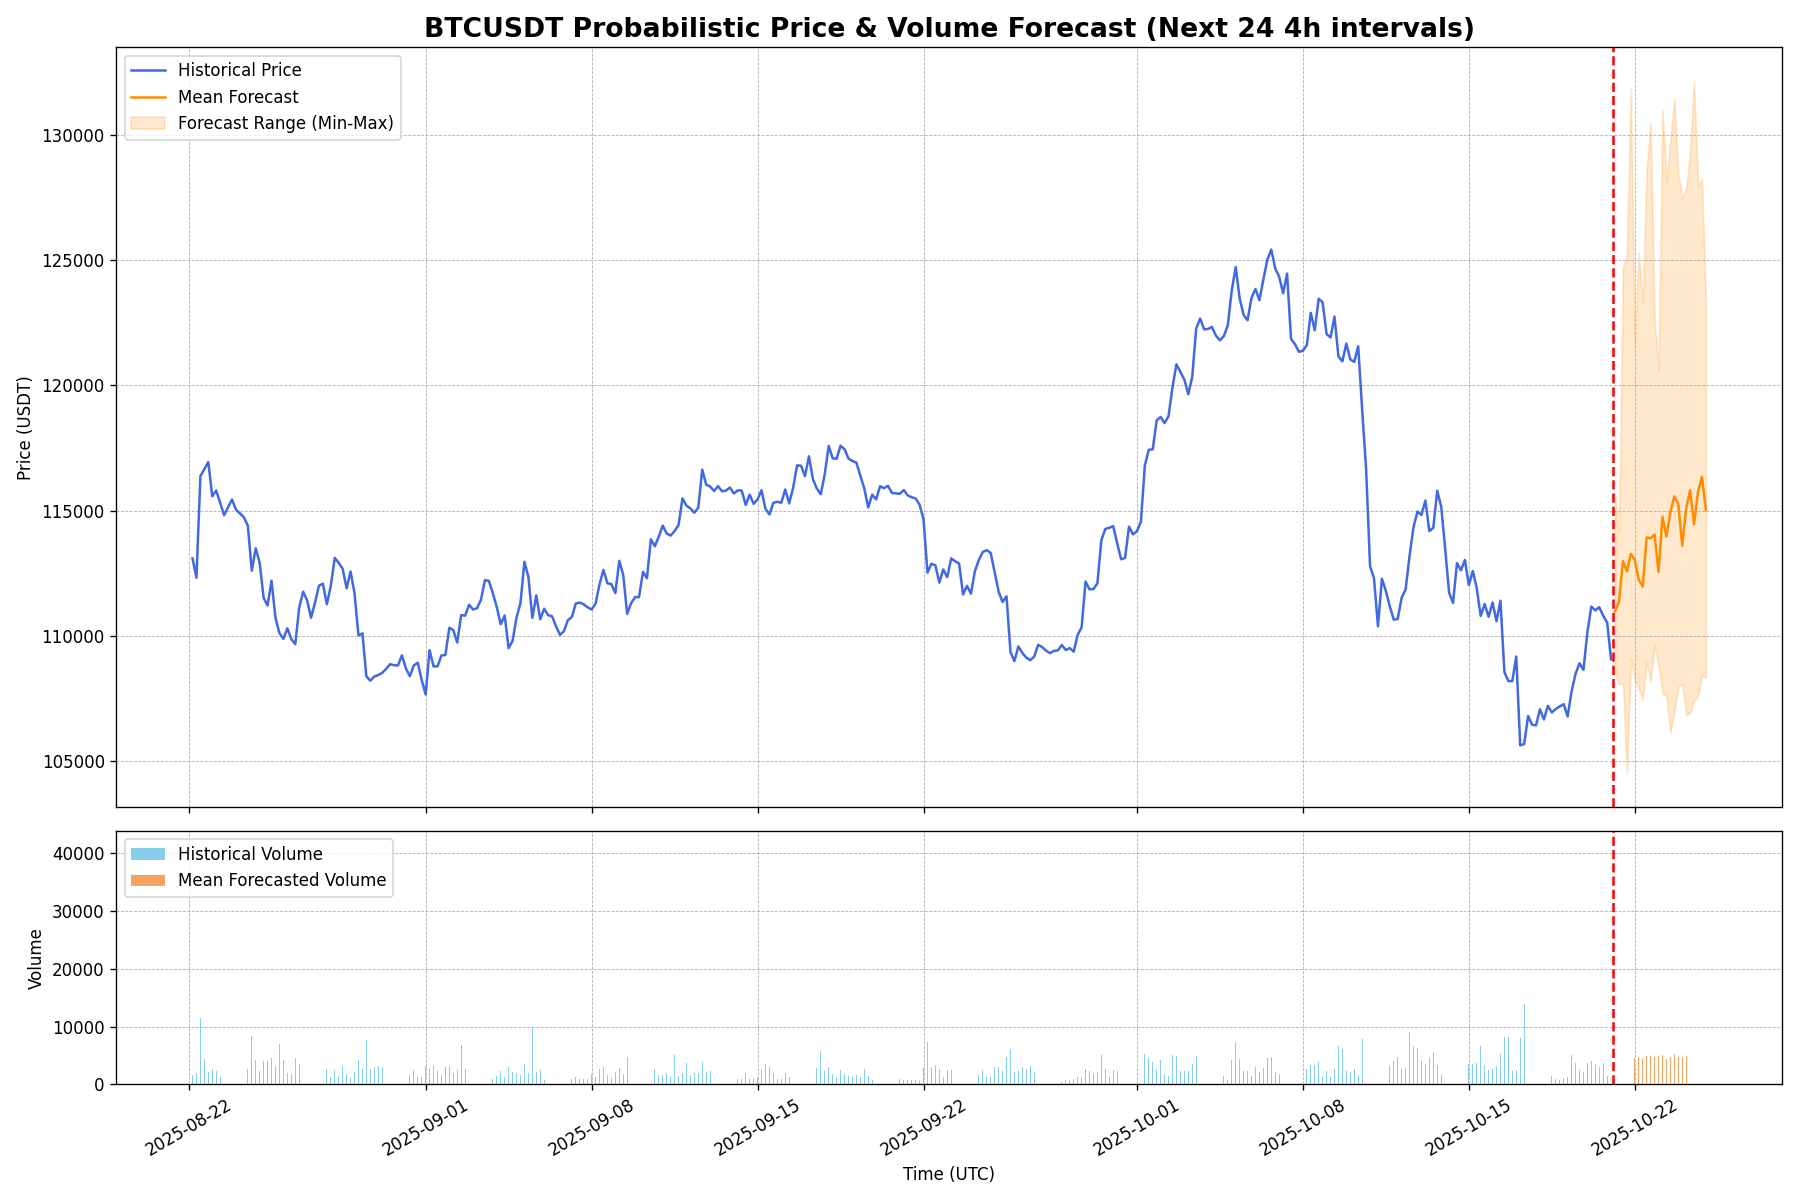 BTCUSDT Probabilistic Price & Volume Forecast (Next 24 4h intervals)
Historical Price
Mean Forecast
Forecast Range (Min-Max)
130000
125000
120000
115000
110000
105000
Price (USDT)
Historical Volume
Mean Forecasted Volume
40000
30000
20000
10000
0
Volume
2025-08-22
2025-09-01
2025-09-08
2025-09-15
2025-09-22
2025-10-01
2025-10-08
2025-10-15
2025-10-22
Time (UTC)